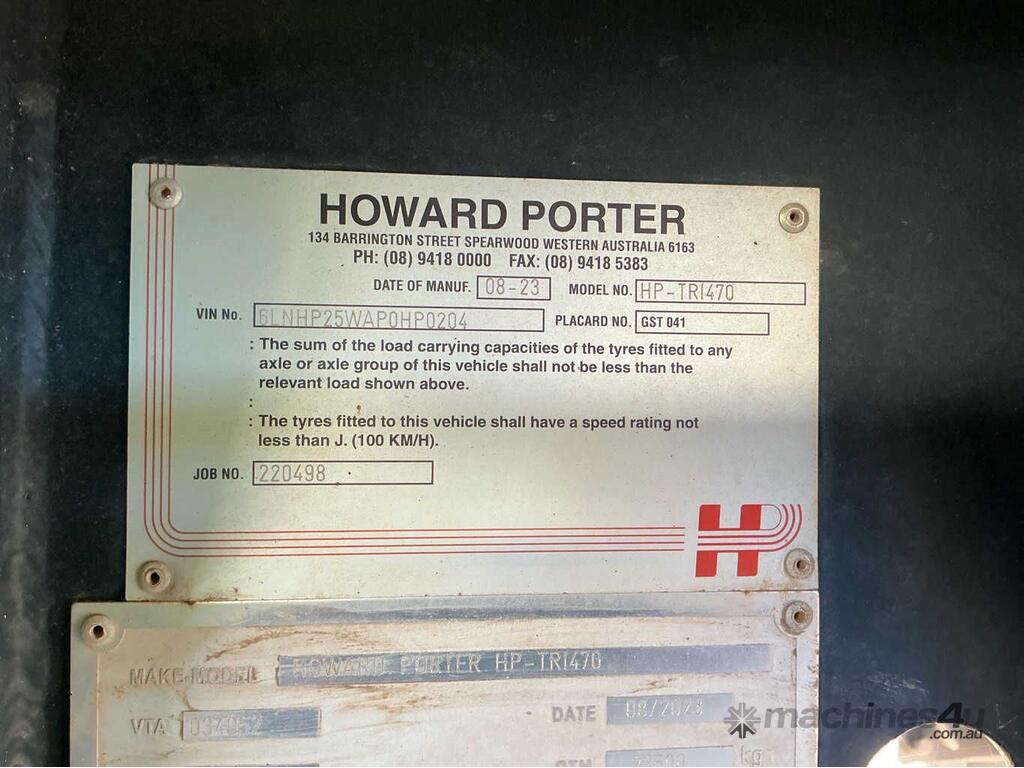 HOWARD PORTER
134 BARRINGTON STREET SPEARWOOD WESTERN AUSTRALIA 6163
PH: (08) 9418 0000 FAX: (08) 9418 5383
DATE OF MANUF. 08-23 MODEL NO. HP-TRI470
VIN No. 6LNHP25WAP0HP0204 PLACARD NO. GST 041
: The sum of the load carrying capacities of the tyres fitted to any
axle or axle group of this vehicle shall not be less than the
relevant load shown above.
:
: The tyres fitted to this vehicle shall have a speed rating not
less than J. (100 KM/H).
JOB NO. 220498
HP
MAKE-MODEL HOWARD PORTER HP-TRI470
VTA 034052 DATE 08/2023
kg
machines4u
.com.au